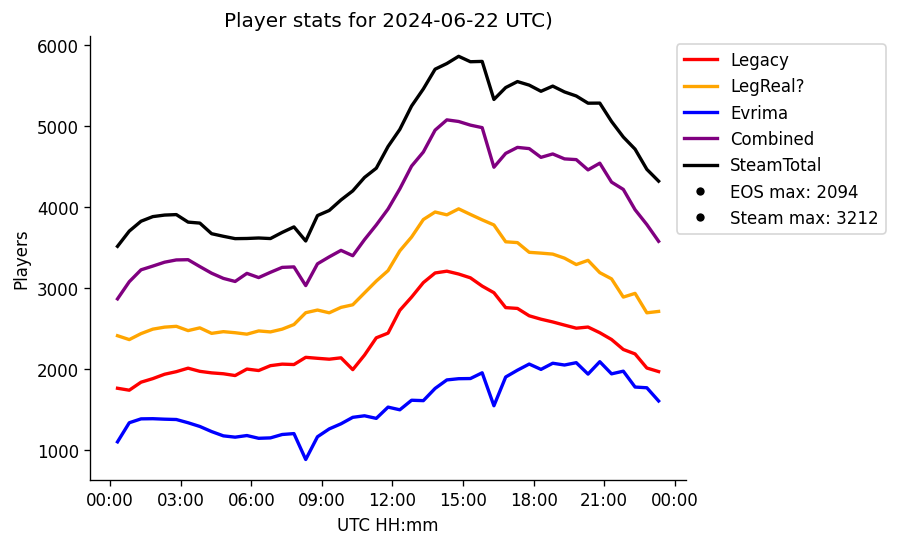 Player stats for 2024-06-22 UTC)
6000
5000
4000
3000
2000
1000
Players
00:00 03:00 06:00 09:00 12:00 15:00 18:00 21:00 00:00
UTC HH:mm
Legacy
LegReal?
Evrima
Combined
SteamTotal
EOS max: 2094
Steam max: 3212